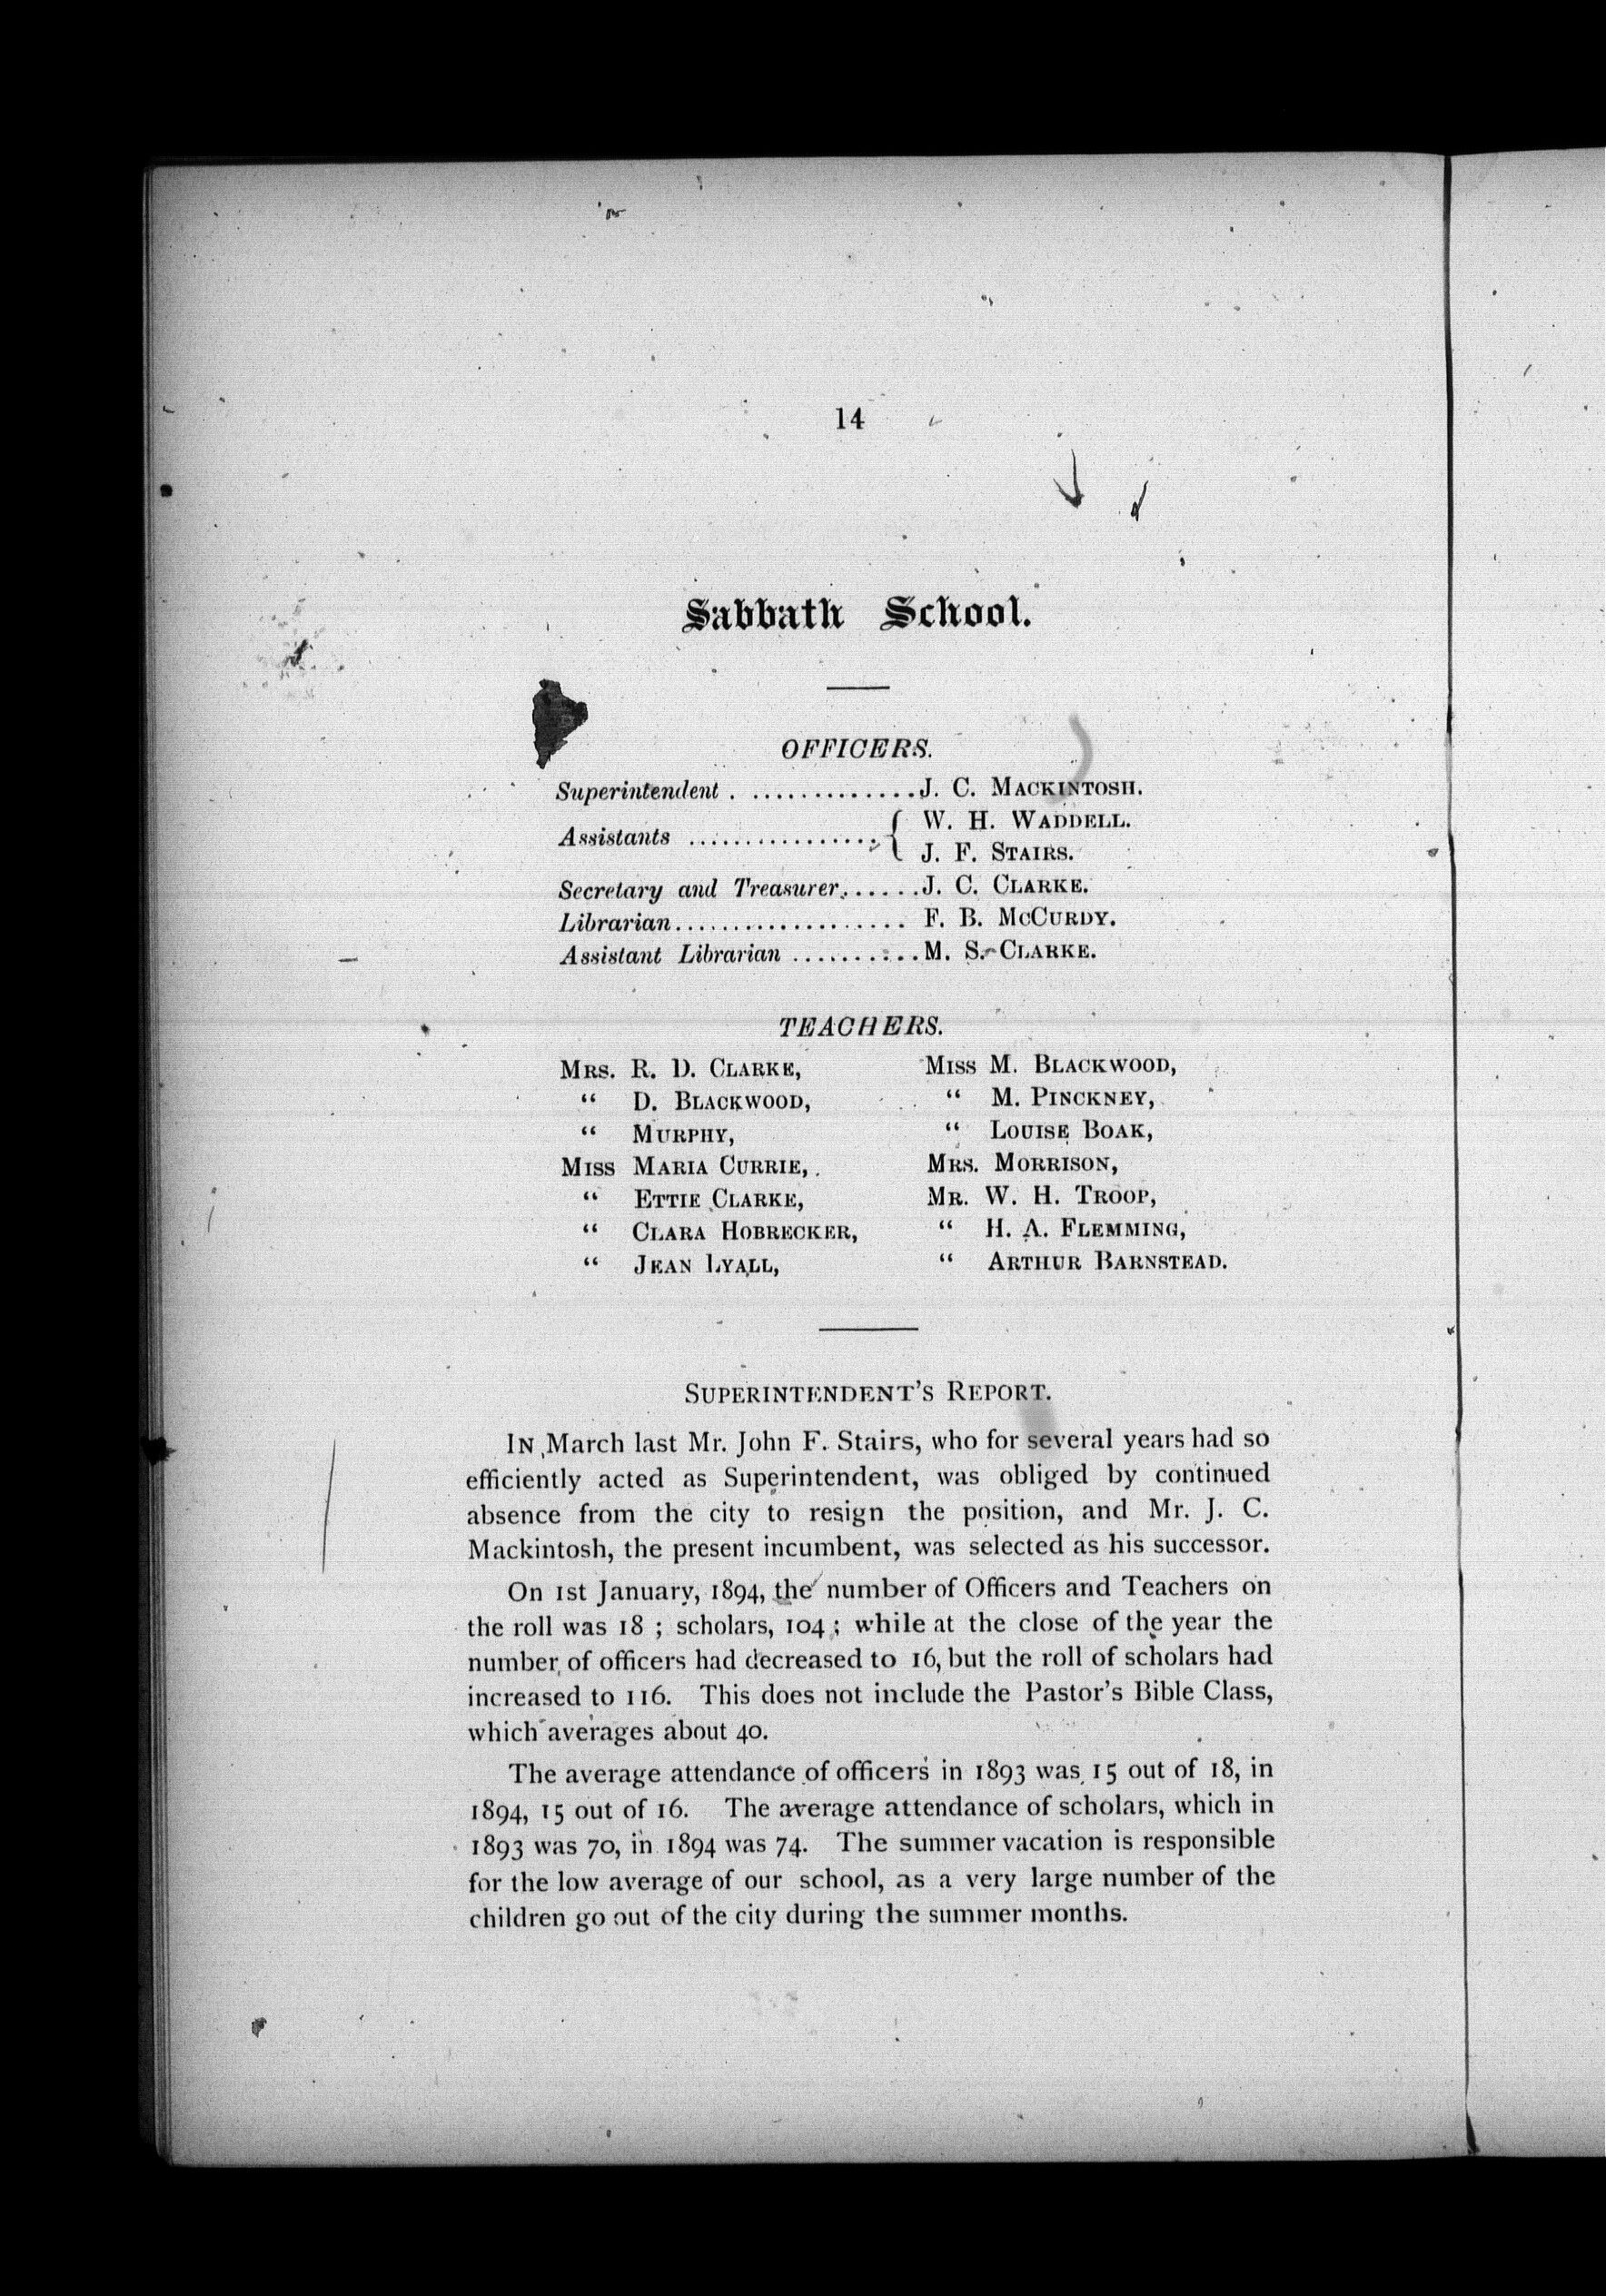 14
Sabbath School.
OFFICERS.
Superintendent . ..............J. C. MACKINTOSH.
Assistants ................. { W. H. WADDELL.
J. F. STAIRS.
Secretary and Treasurer.......J. C. CLARKE.
Librarian.................... F. B. MCCURDY.
Assistant Librarian ...........M. S. CLARKE.
TEACHERS.
MRS. R. D. CLARKE, MISS M. BLACKWOOD,
“ D. BLACKWOOD, “ M. PINCKNEY,
“ MURPHY, “ LOUISE BOAK,
MISS MARIA CURRIE, MRS. MORRISON,
“ ETTIE CLARKE, MR. W. H. TROOP,
“ CLARA HOBRECKER, “ H. A. FLEMMING,
“ JEAN LYALL, “ ARTHUR BARNSTEAD.
SUPERINTENDENT'S REPORT.
IN March last Mr. John F. Stairs, who for several years had so
efficiently acted as Superintendent, was obliged by continued
absence from the city to resign the position, and Mr. J. C.
Mackintosh, the present incumbent, was selected as his successor.
On 1st January, 1894, the number of Officers and Teachers on
the roll was 18 ; scholars, 104 ; while at the close of the year the
number of officers had decreased to 16, but the roll of scholars had
increased to 116. This does not include the Pastor's Bible Class,
which averages about 40.
The average attendance of officers in 1893 was 15 out of 18, in
1894, 15 out of 16. The average attendance of scholars, which in
1893 was 70, in 1894 was 74. The summer vacation is responsible
for the low average of our school, as a very large number of the
children go out of the city during the summer months.